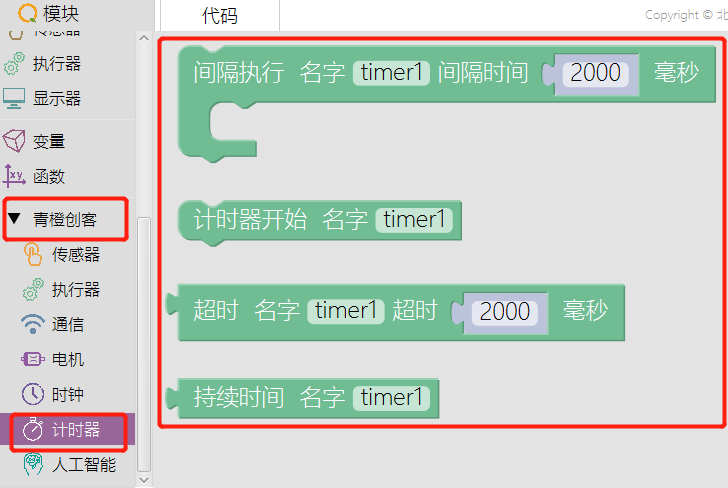 模块
代码
Copyright © 北
传感器
执行器
显示器
变量
函数
青橙创客
传感器
执行器
通信
电机
时钟
计时器
人工智能
间隔执行 名字 timer1 间隔时间 2000 毫秒
计时器开始 名字 timer1
超时 名字 timer1 超时 2000 毫秒
持续时间 名字 timer1